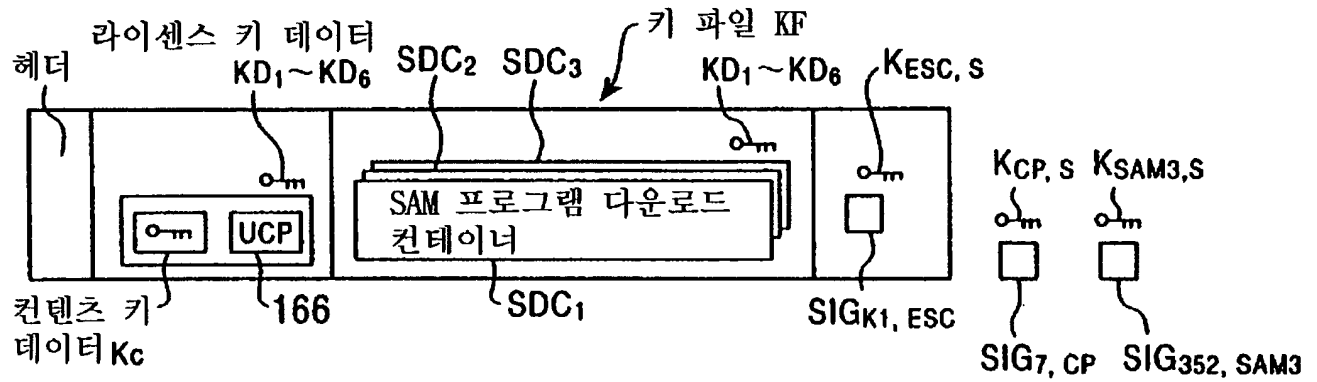 키 파일 KF
라이센스 키 데이터
헤더
KD1~KD6
SDC2
SDC3
KD1~KD6
KESC, S
KCP, S
KSAM3,S
SAM 프로그램 다운로드
컨테이너
UCP
컨텐츠 키
데이터Kc
166
SDC1
SIGK1, ESC
SIG7, CP
SIG352, SAM3